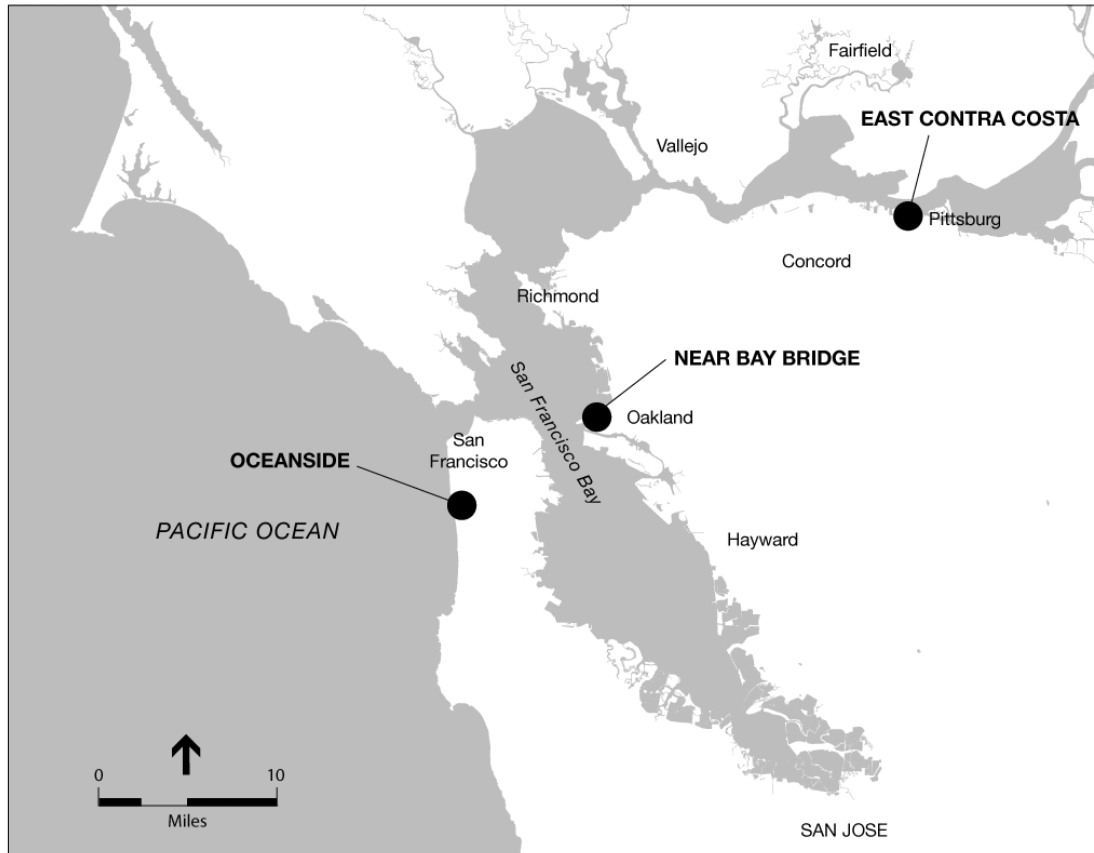 Fairfield
EAST CONTRA COSTA
Vallejo
Pittsburg
Concord
Richmond
NEAR BAY BRIDGE
San Francisco Bay
Oakland
San
Francisco
OCEANSIDE
PACIFIC OCEAN
Hayward
0 10
Miles
SAN JOSE